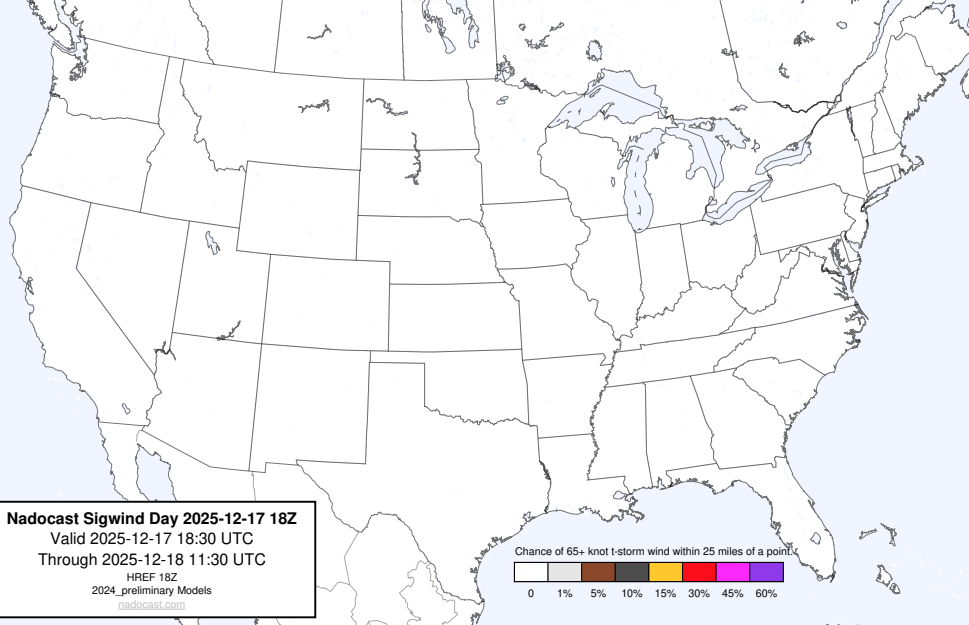 Nadocast Sigwind Day 2025-12-17 18Z
Valid 2025-12-17 18:30 UTC
Through 2025-12-18 11:30 UTC
HREF 18Z
2024_preliminary Models
nadocast.com
Chance of 65+ knot t-storm wind within 25 miles of a point.
0 1% 5% 10% 15% 30% 45% 60%